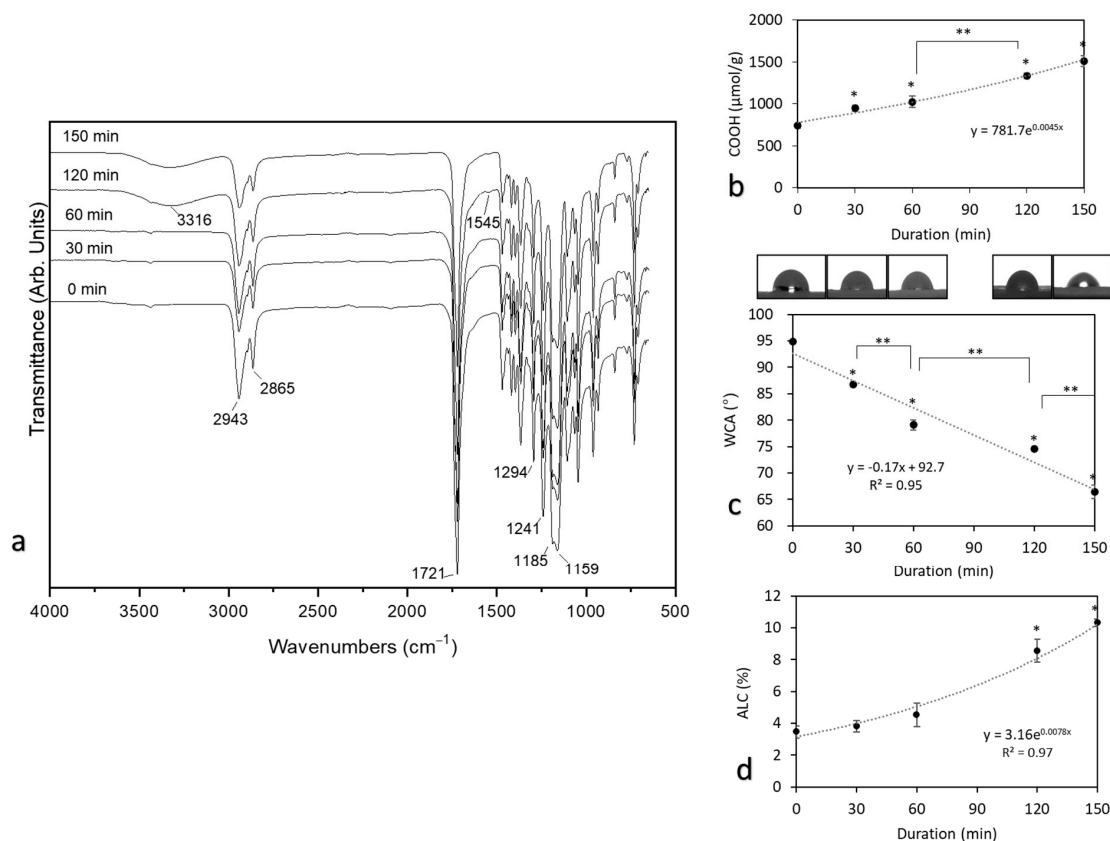 a
Transmittance (Arb. Units)
150 min
120 min
60 min
30 min
0 min
3316
1545
2943
2865
1294
1241
1185
1159
1721
4000 3500 3000 2500 2000 1500 1000 500
Wavenumbers (cm⁻¹)
b
COOH (µmol/g)
2000
1500
1000
500
0
* * * *
**
y = 781.7e^0.0045x
0 30 60 90 120 150
Duration (min)
c
WCA (°)
100
95
90
85
80
75
70
65
60
** ** **
* * * *
y = -0.17x + 92.7
R² = 0.95
0 30 60 90 120 150
Duration (min)
d
ALC (%)
12
10
8
6
4
2
0
* *
y = 3.16e^0.0078x
R² = 0.97
0 30 60 90 120 150
Duration (min)